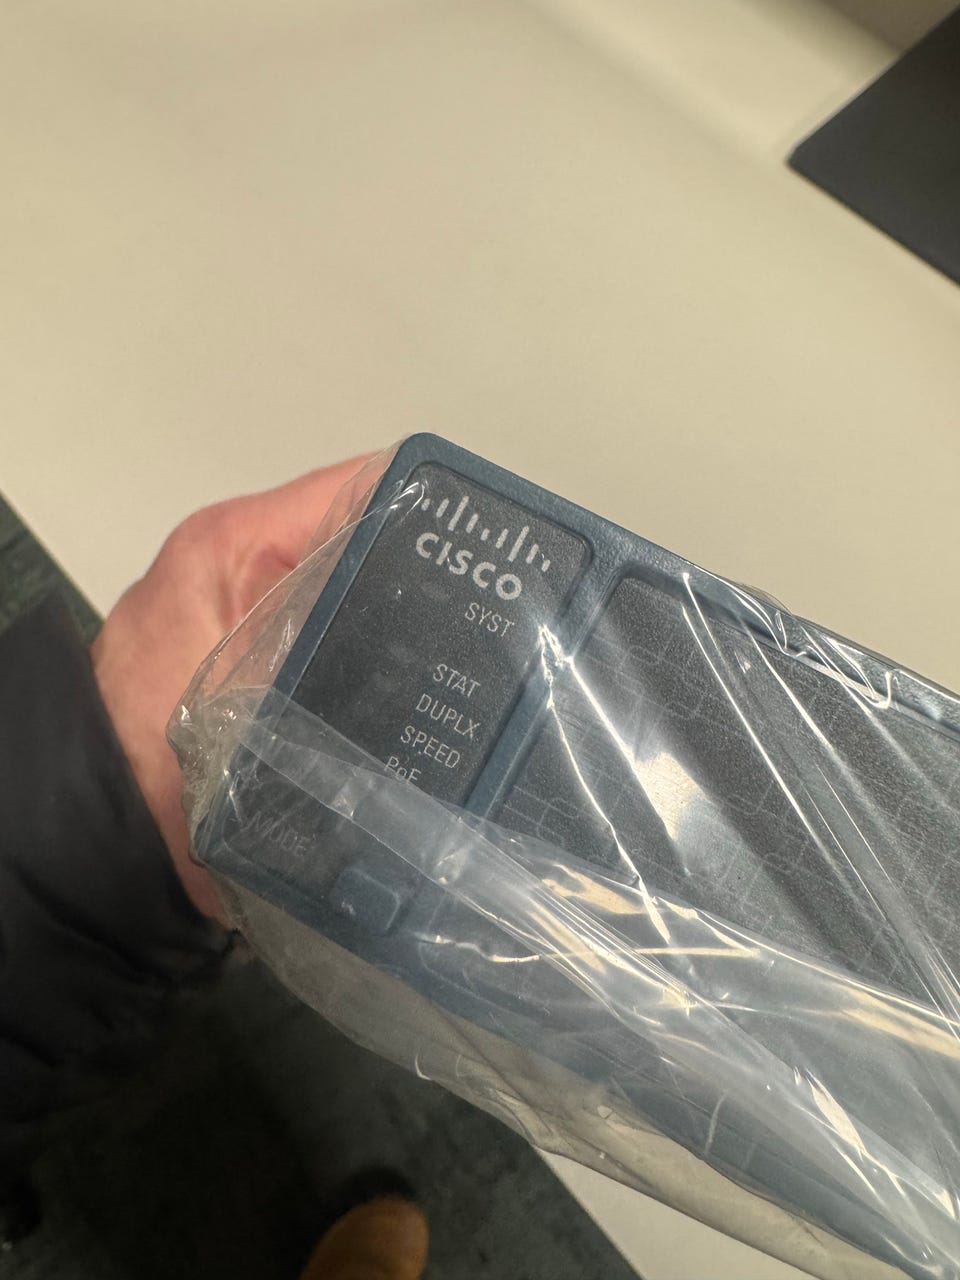 CISCO
SYST
STAT
DUPLX
SPEED
PoE
MODE